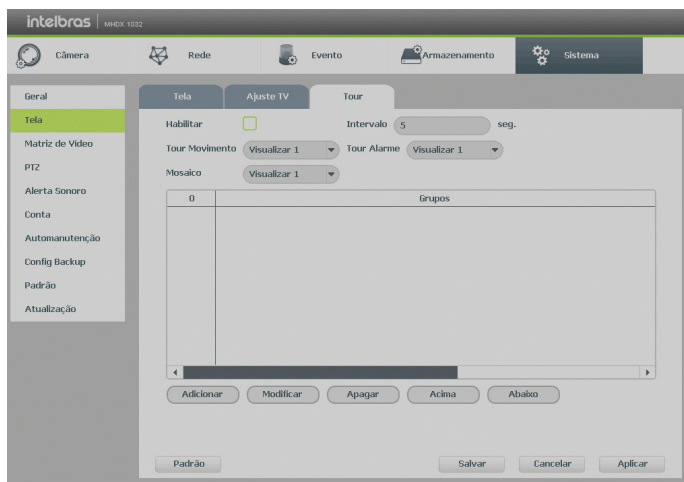 intelbras MHDX 1032
Câmera Rede Evento Armazenamento Sistema
Geral
Tela
Matriz de Video
PTZ
Alerta Sonoro
Conta
Automanutenção
Config Backup
Padrão
Atualização
Tela Ajuste TV Tour
Habilitar Intervalo 5 seg.
Tour Movimento Visualizar 1 Tour Alarme Visualizar 1
Mosaico Visualizar 1
0 Grupos
Adicionar Modificar Apagar Acima Abaixo
Padrão Salvar Cancelar Aplicar